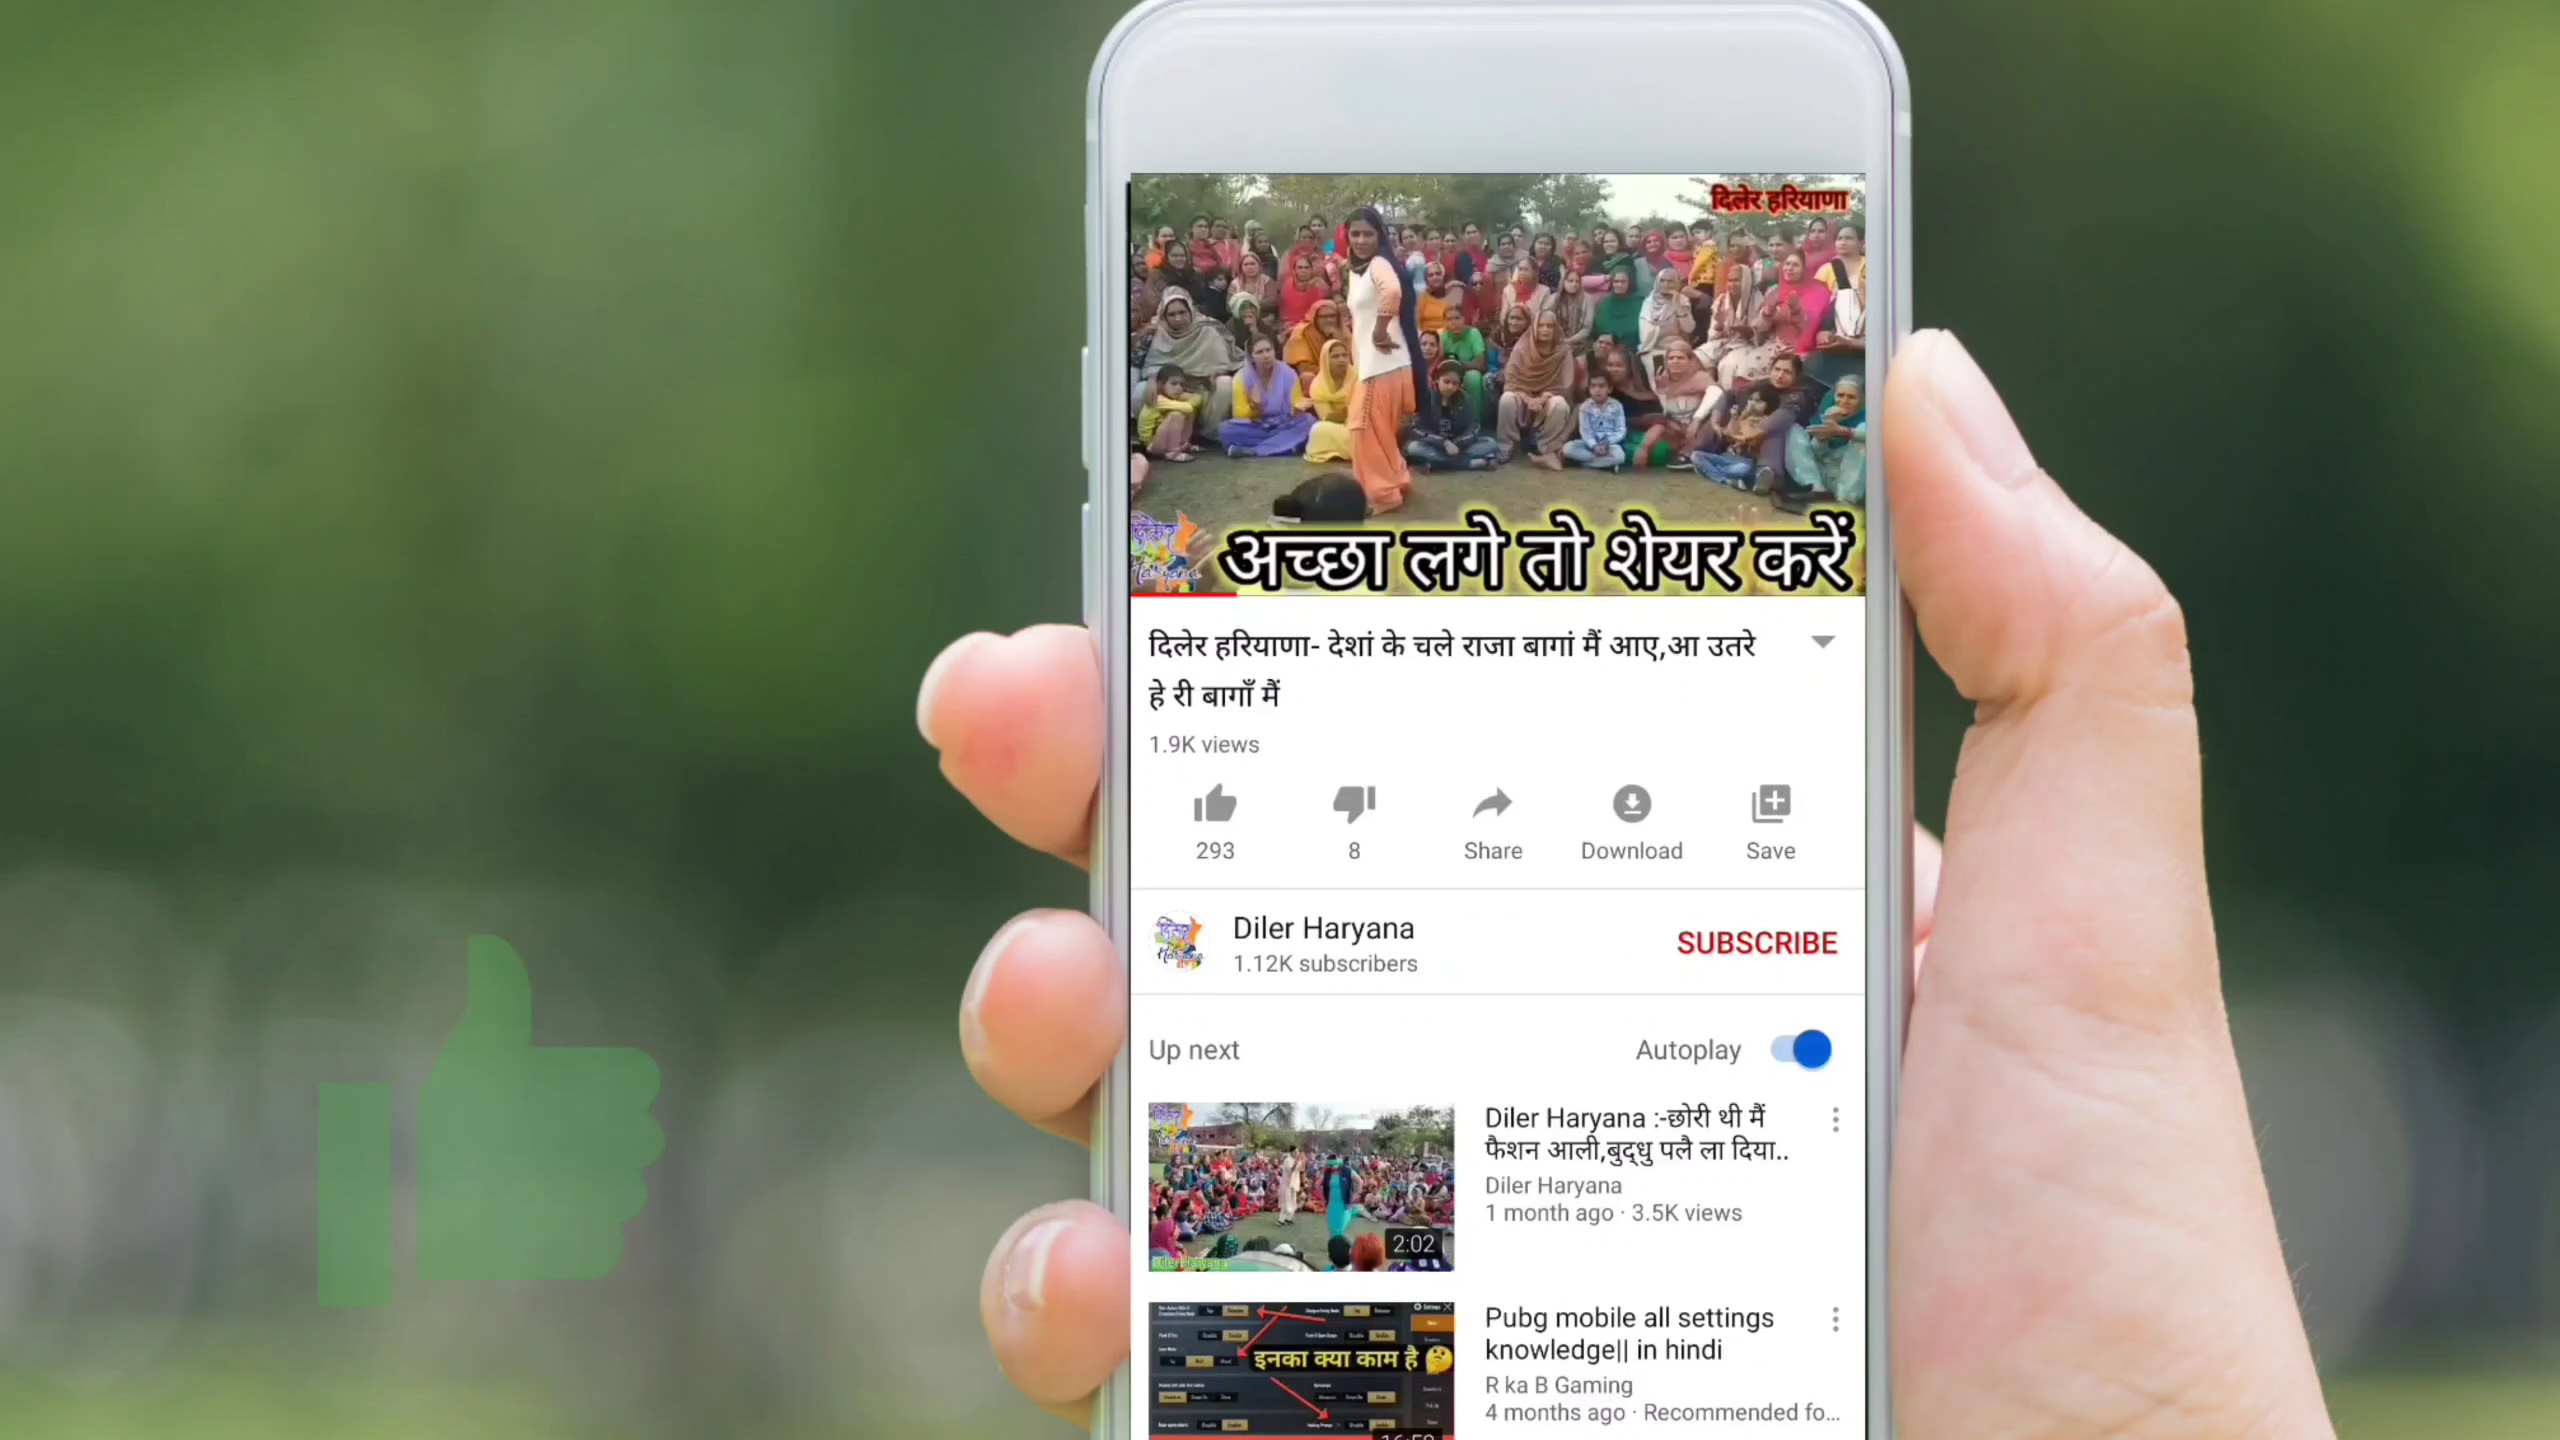 दिलेर हरियाणा
अच्छा लगे तो शेयर करें
दिलेर हरियाणा- देशां के चले राजा बागां मैं आए,आ उतरे
हे री बागाँ मैं
1.9K views
293
8
Share
Download
Save
Diler Haryana
1.12K subscribers
SUBSCRIBE
Up next
Autoplay
Diler Haryana :-छोरी थी मैं
फैशन आली,बुद्धु पलै ला दिया..
Diler Haryana
1 month ago · 3.5K views
2:02
Diler Haryana
Pubg mobile all settings
knowledge|| in hindi
R ka B Gaming
4 months ago · Recommended fo...
इनका क्या काम है